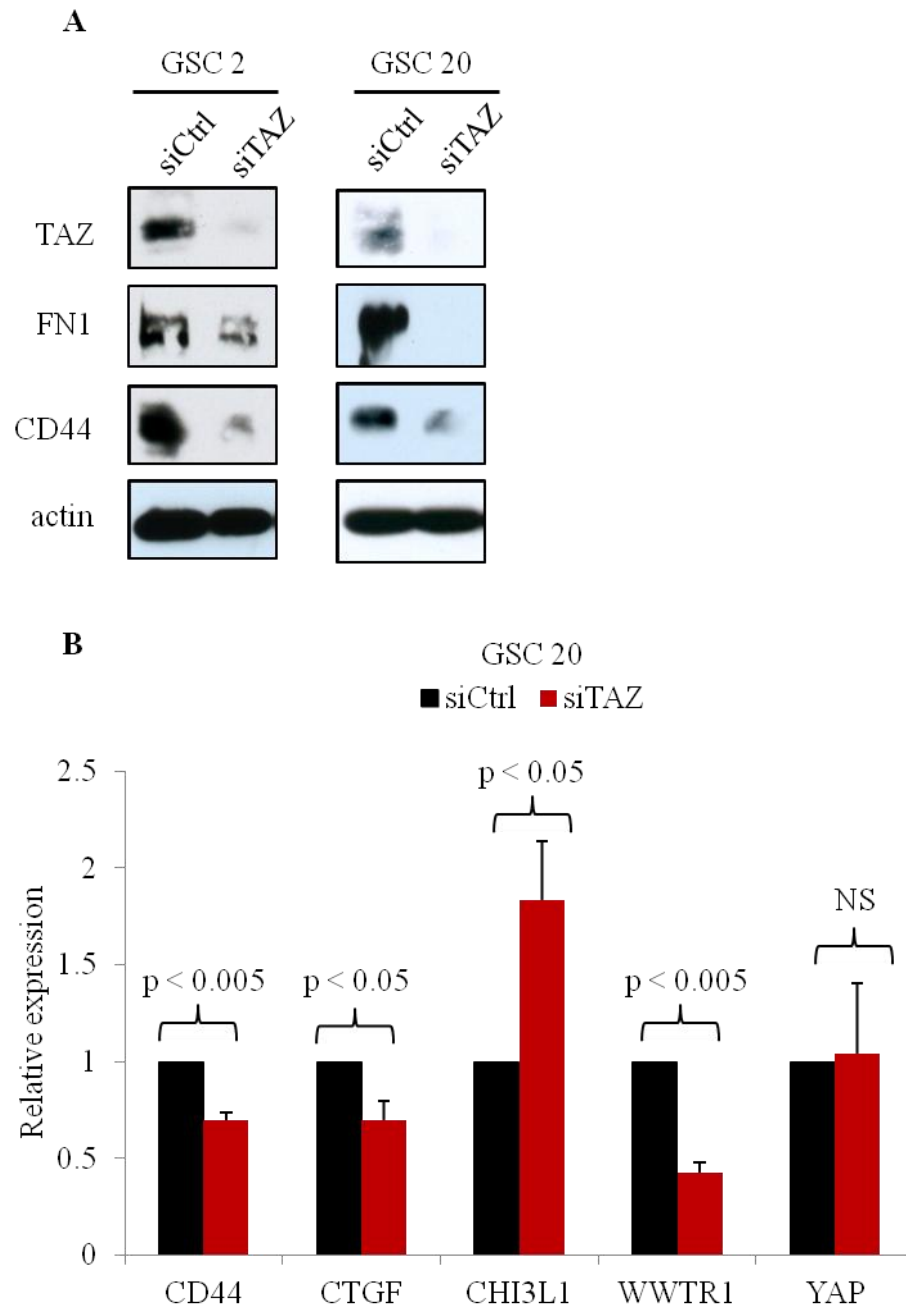 A
GSC 2 GSC 20
siCtrl siTAZ siCtrl siTAZ
TAZ
FN1
CD44
actin
B
GSC 20
siCtrl siTAZ
Relative expression
2.5
2
1.5
1
0.5
0
p < 0.005
p < 0.05
p < 0.05
p < 0.005
NS
CD44 CTGF CHI3L1 WWTR1 YAP